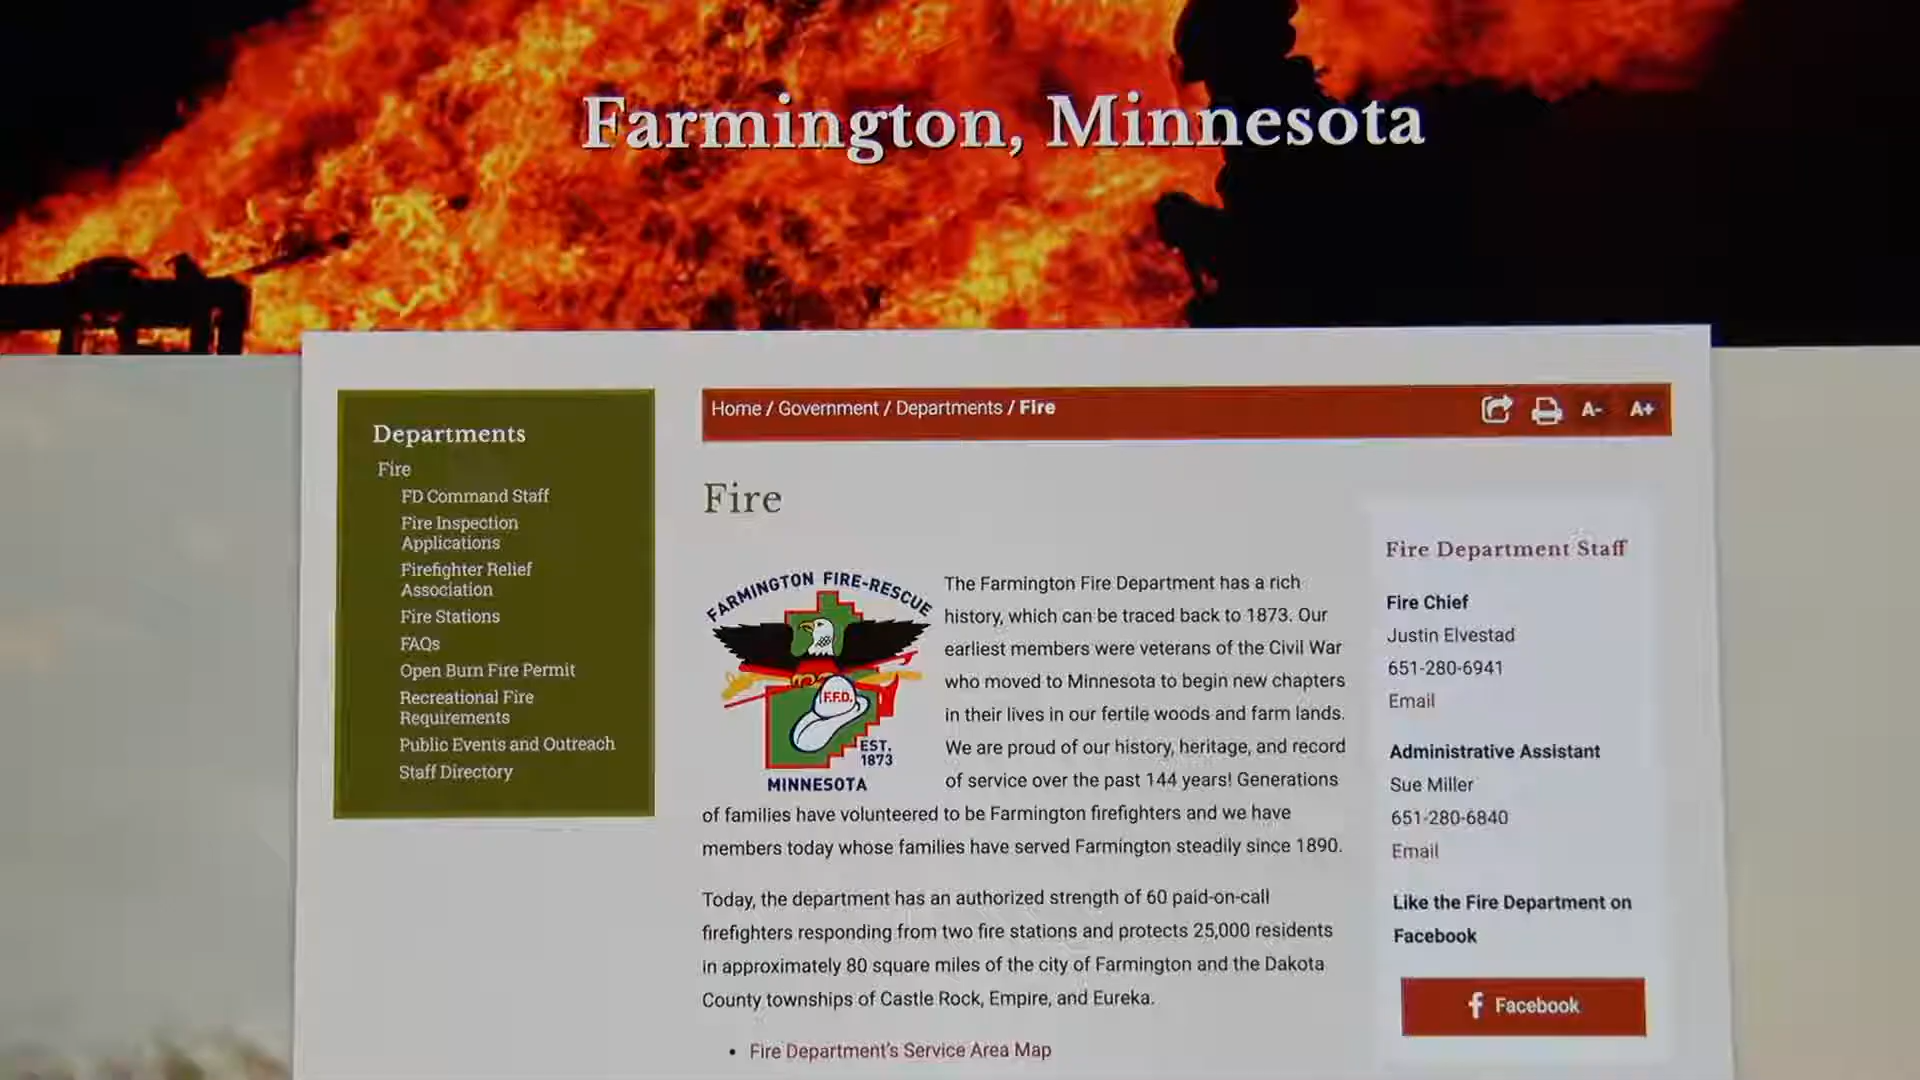 Farmington, Minnesota
Departments
Fire
FD Command Staff
Fire Inspection
Applications
Firefighter Relief
Association
Fire Stations
FAQs
Open Burn Fire Permit
Recreational Fire
Requirements
Public Events and Outreach
Staff Directory
Home / Government / Departments / Fire
A- A+
Fire
FARMINGTON FIRE-RESCUE
F.F.D.
EST.
1873
MINNESOTA
The Farmington Fire Department has a rich
history, which can be traced back to 1873. Our
earliest members were veterans of the Civil War
who moved to Minnesota to begin new chapters
in their lives in our fertile woods and farm lands.
We are proud of our history, heritage, and record
of service over the past 144 years! Generations
of families have volunteered to be Farmington firefighters and we have
members today whose families have served Farmington steadily since 1890.
Today, the department has an authorized strength of 60 paid-on-call
firefighters responding from two fire stations and protects 25,000 residents
in approximately 80 square miles of the city of Farmington and the Dakota
County townships of Castle Rock, Empire, and Eureka.
• Fire Department's Service Area Map
Fire Department Staff
Fire Chief
Justin Elvestad
651-280-6941
Email
Administrative Assistant
Sue Miller
651-280-6840
Email
Like the Fire Department on
Facebook
Facebook